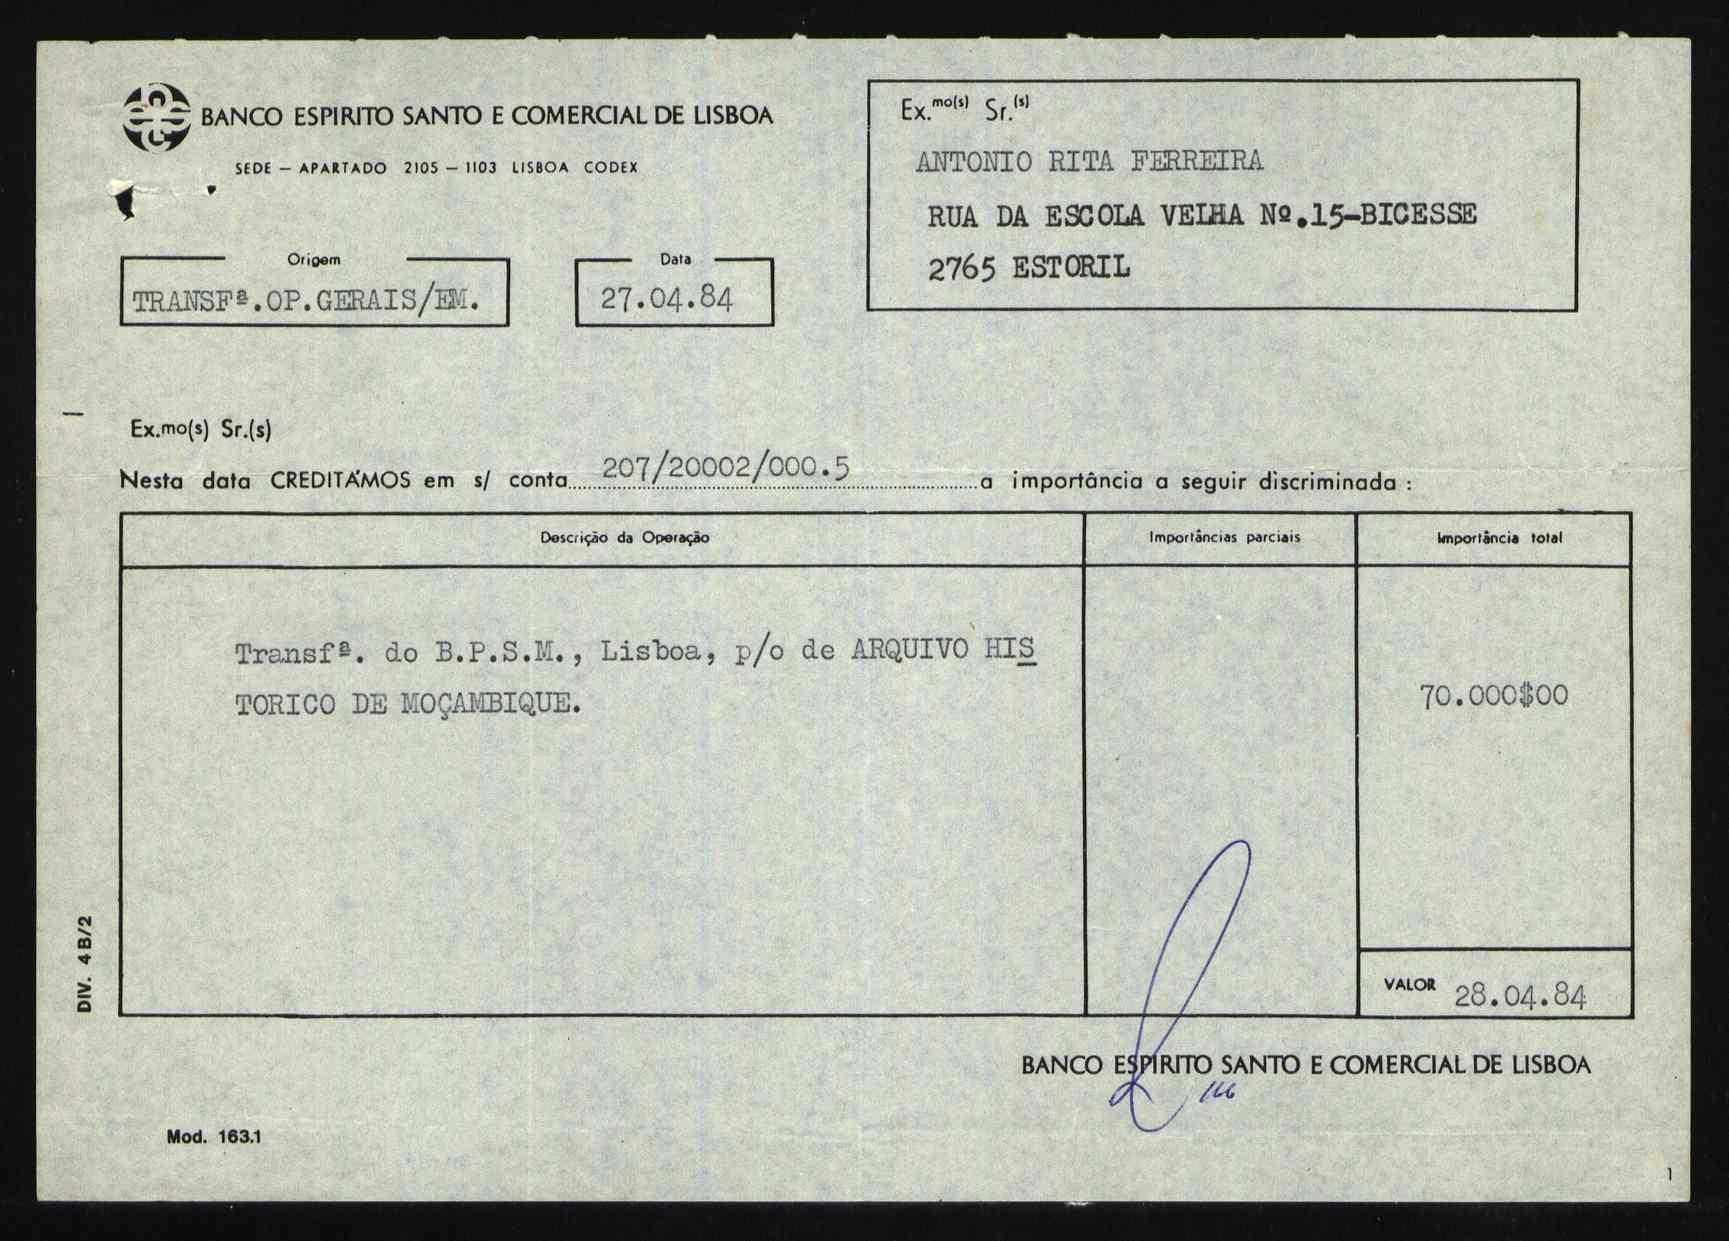 BANCO ESPIRITO SANTO E COMERCIAL DE LISBOA
SEDE — APARTADO 2105 — 1103 LISBOA CODEX
Ex.mo(s) Sr.(s)
ANTONIO RITA FERREIRA
RUA DA ESCOLA VELHA Nº.15-BICESSE
2765 ESTORIL
Origem
TRANSFª.OP.GERAIS/EM.
Data
27.04.84
Ex.mo(s) Sr.(s)
Nesta data CREDITÁMOS em s/ conta 207/20002/000.5 a importância a seguir discriminada :
Descrição da Operação
Importâncias parciais
Importância total
Transfª. do B.P.S.M., Lisboa, p/o de ARQUIVO HIS
TORICO DE MOÇAMBIQUE.
70.000$00
VALOR 28.04.84
BANCO ESPIRITO SANTO E COMERCIAL DE LISBOA
DIV. 4B/2
Mod. 163.1
1